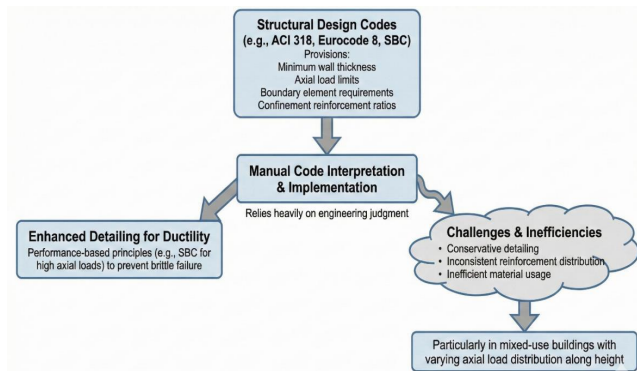 Structural Design Codes
(e.g., ACI 318, Eurocode 8, SBC)
Provisions:
Minimum wall thickness
Axial load limits
Boundary element requirements
Confinement reinforcement ratios
Manual Code Interpretation
& Implementation
Relies heavily on engineering judgment
Enhanced Detailing for Ductility
Performance-based principles (e.g., SBC for
high axial loads) to prevent brittle failure
Challenges & Inefficiencies
• Conservative detailing
• Inconsistent reinforcement distribution
• Inefficient material usage
Particularly in mixed-use buildings with
varying axial load distribution along height